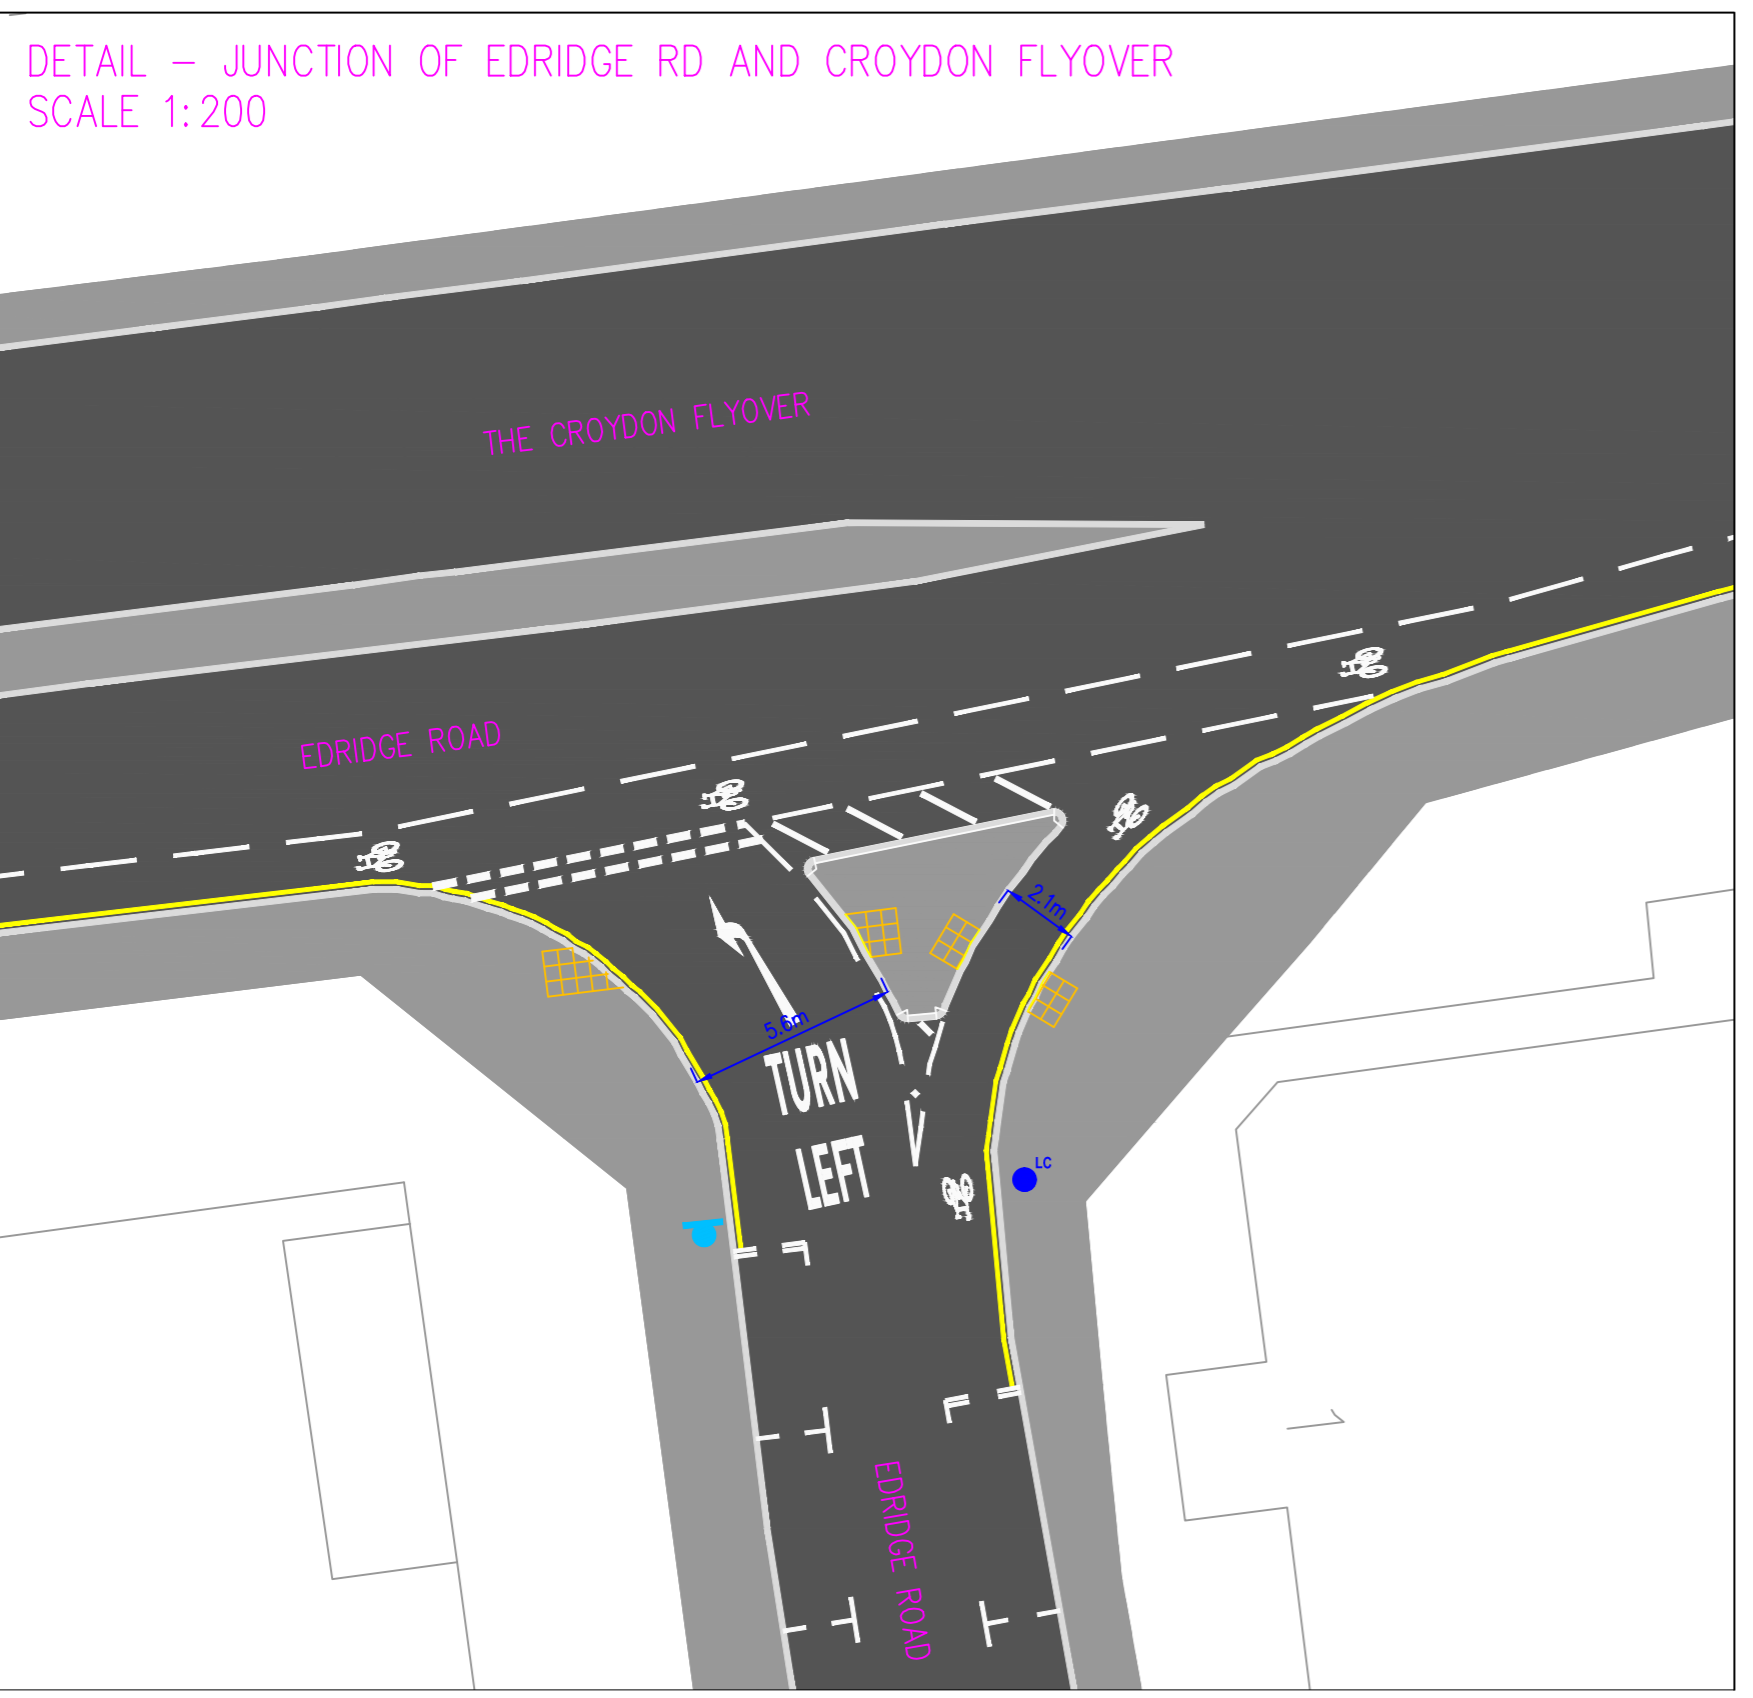 DETAIL – JUNCTION OF EDRIDGE RD AND CROYDON FLYOVER
SCALE 1:200
THE CROYDON FLYOVER
EDRIDGE ROAD
2.1m
5.6m
TURN
LEFT
LC
EDRIDGE ROAD